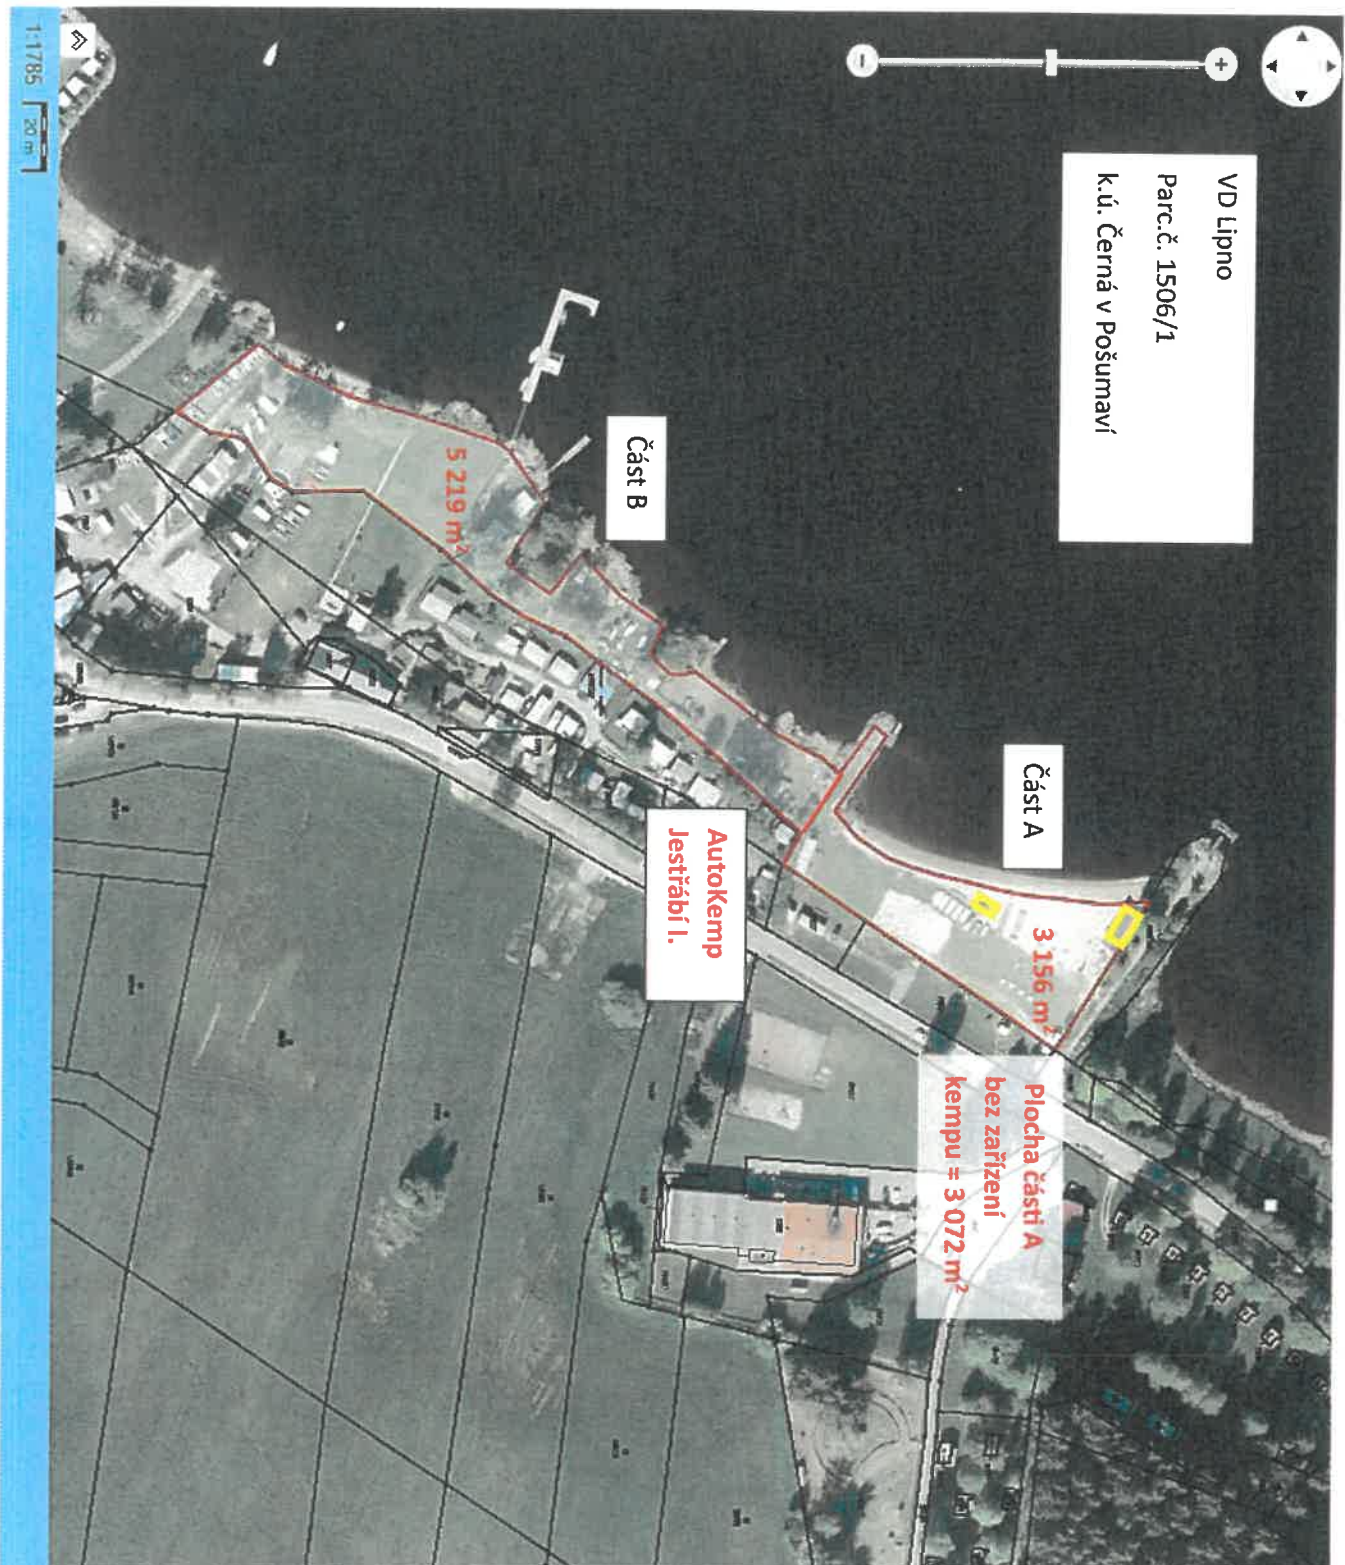 VD Lipno
Parc.č. 1506/1
k.ú. Černá v Pošumaví
Část A
3 156 m²
Plocha části A
bez zařízení
kempu = 3 072 m²
Část B
5 219 m²
AutoKemp
Jestřábí I.
1:1785
20 m